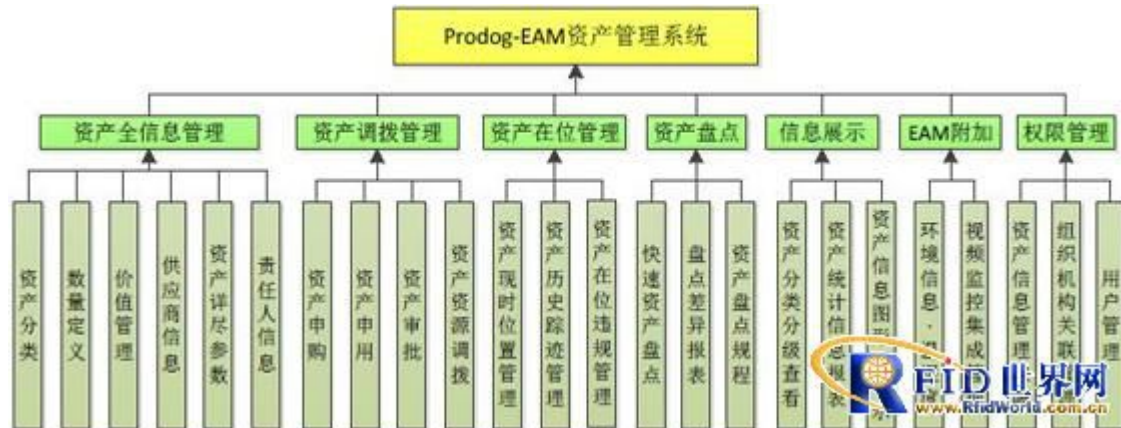 Prodog-EAM资产管理系统
资产全信息管理
资产调拨管理
资产在位管理
资产盘点
信息展示
EAM附加
权限管理
资产分类
数量定义
价值管理
供应商信息
资产详尽参数
责任人信息
资产申购
资产申用
资产审批
资产资源调拨
资产现时位置管理
资产历史踪迹管理
资产在位违规管理
快速资产盘点
盘点差异报表
资产盘点规程
资产分类分级查看
资产统计信息报表
资产信息图形
环境信息·
视频监控集成
资产信息管理
组织机构关联
用户管理
RFID世界网
www.RfidWorld.com.cn